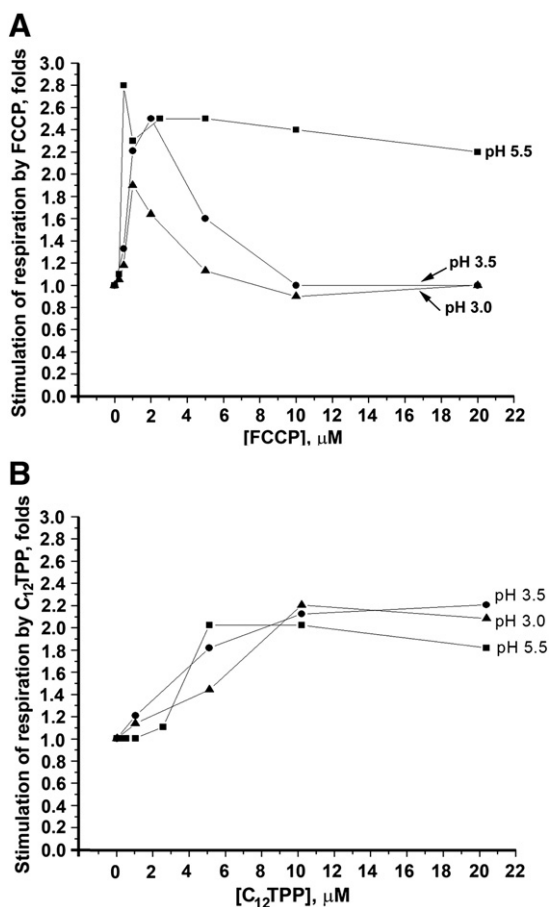 A
Stimulation of respiration by FCCP, folds
3.0
2.8
2.6
2.4
2.2
2.0
1.8
1.6
1.4
1.2
1.0
0.8
0.6
0.4
0.2
0.0
pH 5.5
pH 3.5
pH 3.0
0 2 4 6 8 10 12 14 16 18 20 22
[FCCP], μM
B
Stimulation of respiration by C12TPP, folds
3.0
2.8
2.6
2.4
2.2
2.0
1.8
1.6
1.4
1.2
1.0
0.8
0.6
0.4
0.2
0.0
pH 3.5
pH 3.0
pH 5.5
0 2 4 6 8 10 12 14 16 18 20 22
[C12TPP], μM